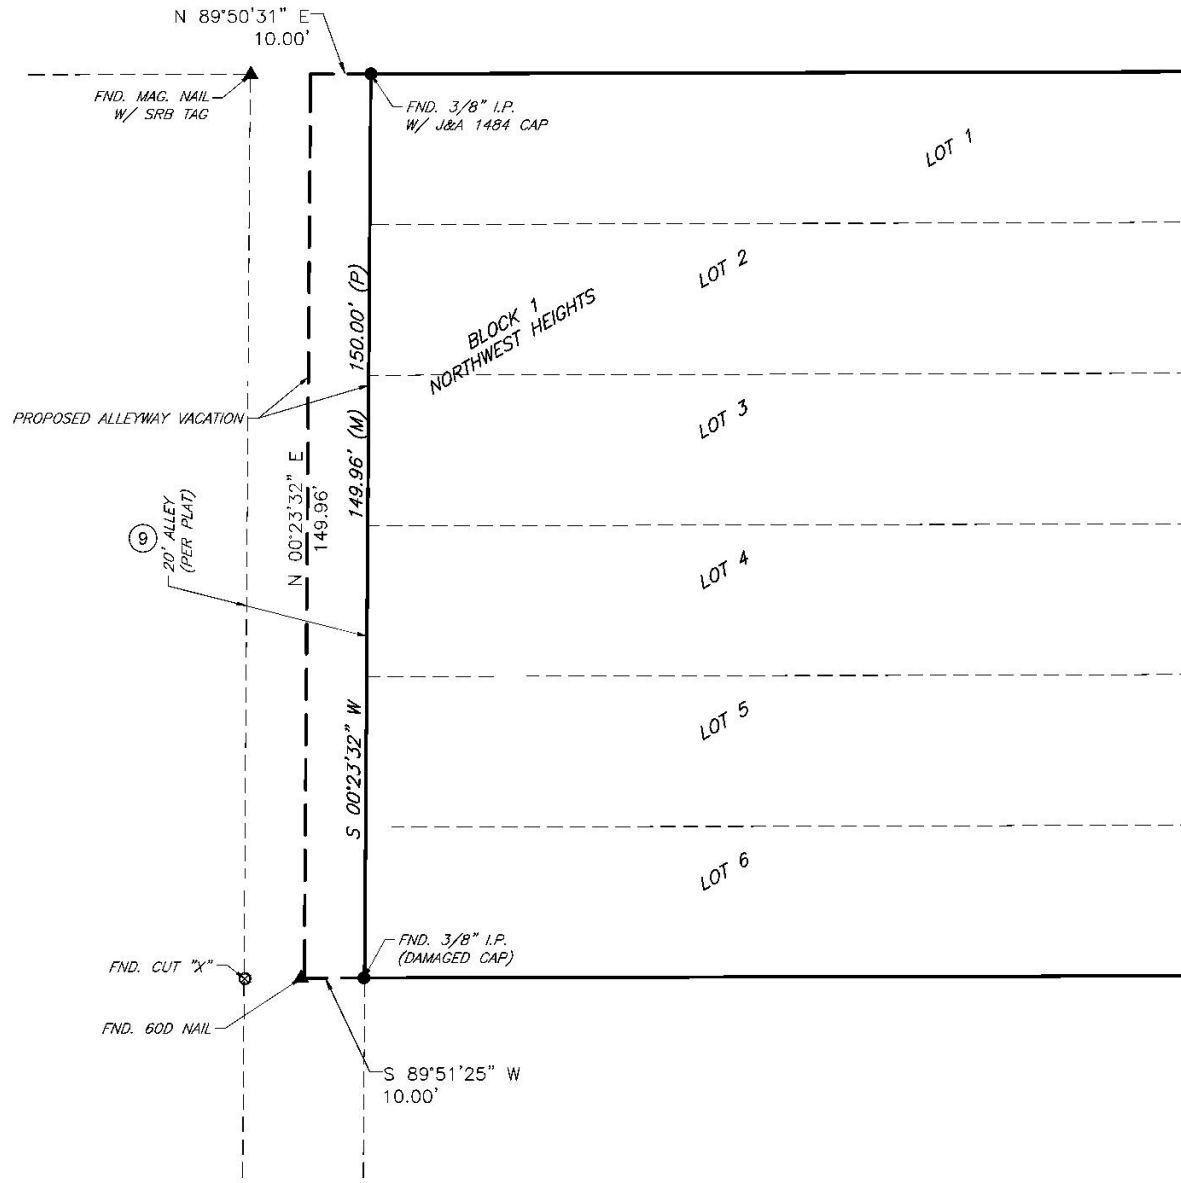 N 89°50'31" E
10.00'
FND. MAG. NAIL
W/ SRB TAG
FND. 3/8" I.P.
W/ J&A 1484 CAP
LOT 1
LOT 2
BLOCK 1
NORTHWEST HEIGHTS
150.00' (P)
149.96' (M)
S 00°23'32" W
PROPOSED ALLEYWAY VACATION
LOT 3
N 00°23'32" E
149.96'
9
20' ALLEY
(PER PLAT)
LOT 4
LOT 5
LOT 6
FND. 3/8" I.P.
(DAMAGED CAP)
FND. CUT "X"
FND. 60D NAIL
S 89°51'25" W
10.00'